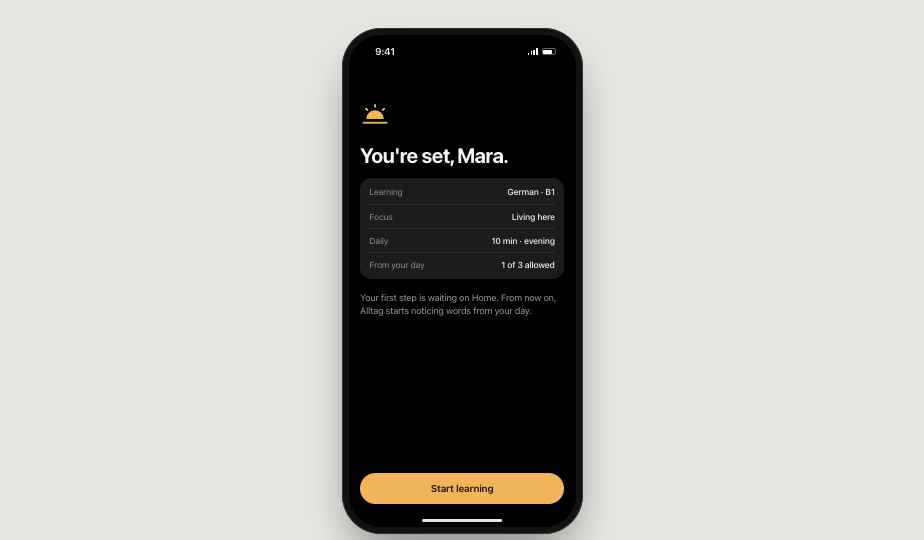 9:41
You're set, Mara.
Learning German · B1
Focus Living here
Daily 10 min · evening
From your day 1 of 3 allowed
Your first step is waiting on Home. From now on,
Alltag starts noticing words from your day.
Start learning